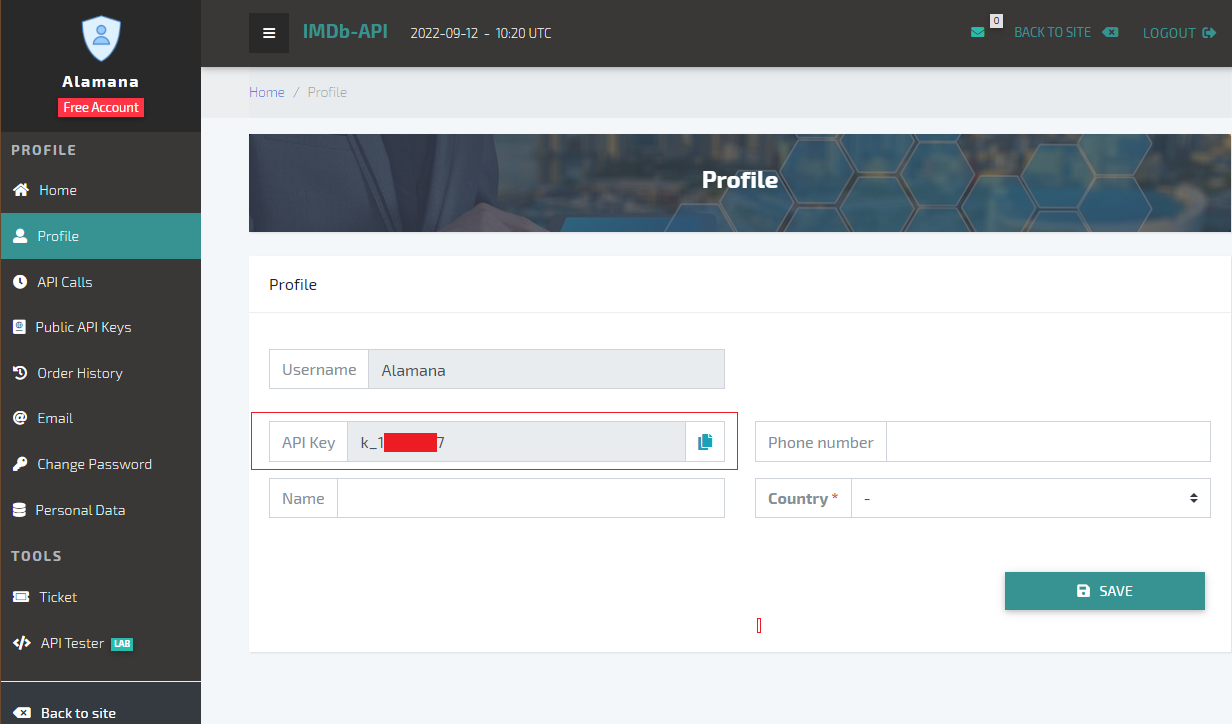 Alamana
Free Account
PROFILE
Home
Profile
API Calls
Public API Keys
Order History
Email
Change Password
Personal Data
TOOLS
Ticket
API Tester LAB
Back to site
IMDb-API 2022-09-12 - 10:20 UTC 0 BACK TO SITE LOGOUT
Home / Profile
Profile
Profile
Username Alamana
API Key k_1 7 Phone number
Name Country * -
SAVE